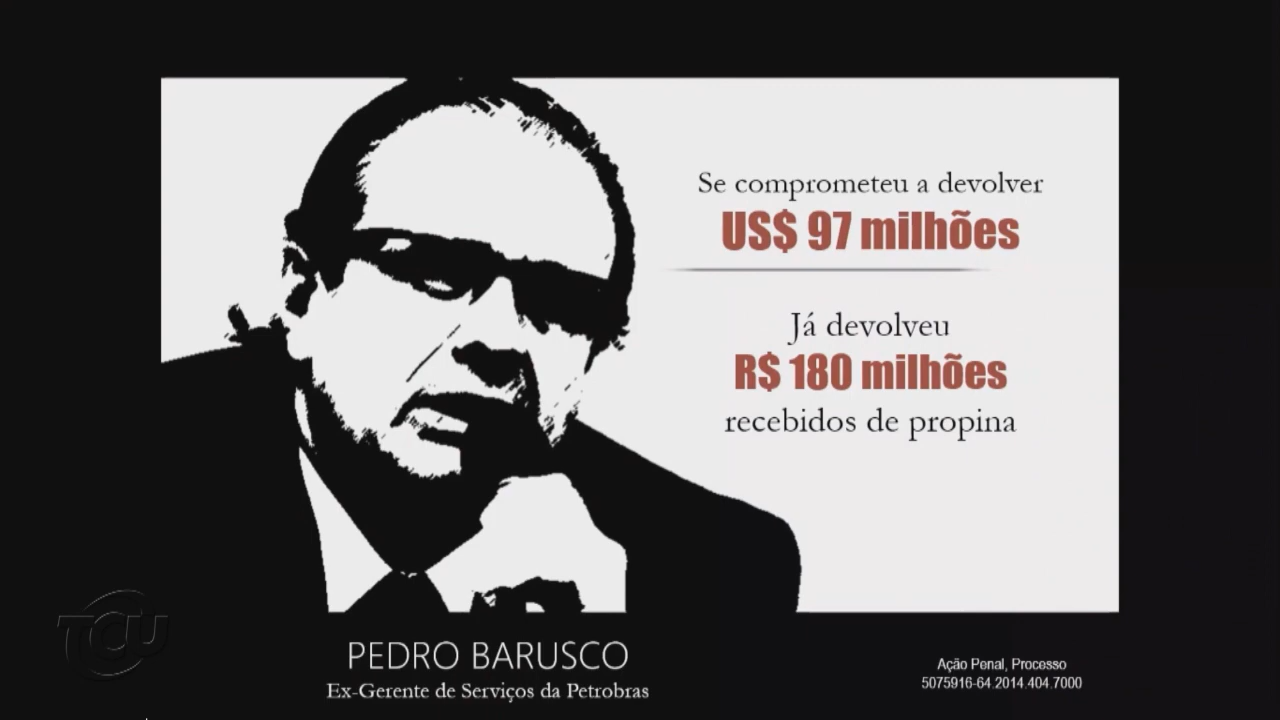 Se comprometeu a devolver
US$ 97 milhões
Já devolveu
R$ 180 milhões
recebidos de propina
TCU
PEDRO BARUSCO
Ex-Gerente de Serviços da Petrobras
Ação Penal, Processo
5075916-64.2014.404.7000